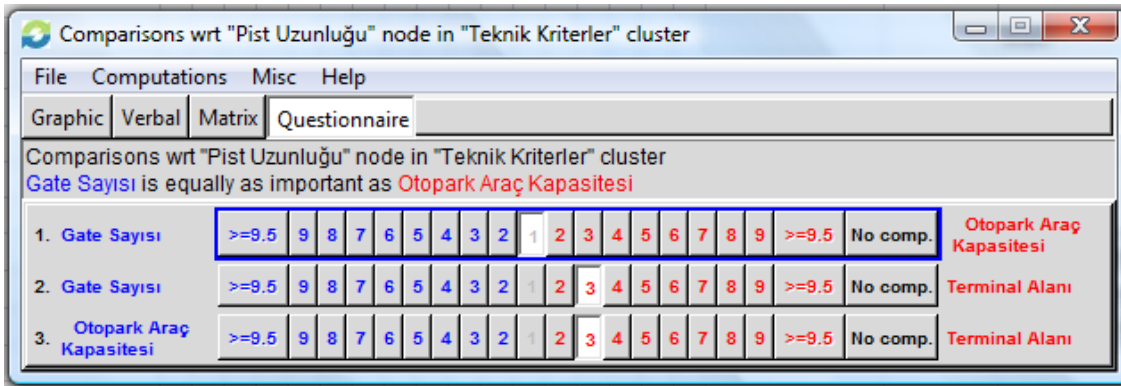 Comparisons wrt "Pist Uzunluğu" node in "Teknik Kriterler" cluster
File Computations Misc Help
Graphic Verbal Matrix Questionnaire
Comparisons wrt "Pist Uzunluğu" node in "Teknik Kriterler" cluster
Gate Sayısı is equally as important as Otopark Araç Kapasitesi
1. Gate Sayısı >=9.5 9 8 7 6 5 4 3 2 1 2 3 4 5 6 7 8 9 >=9.5 No comp. Otopark Araç Kapasitesi
2. Gate Sayısı >=9.5 9 8 7 6 5 4 3 2 1 2 3 4 5 6 7 8 9 >=9.5 No comp. Terminal Alanı
3. Otopark Araç Kapasitesi >=9.5 9 8 7 6 5 4 3 2 1 2 3 4 5 6 7 8 9 >=9.5 No comp. Terminal Alanı